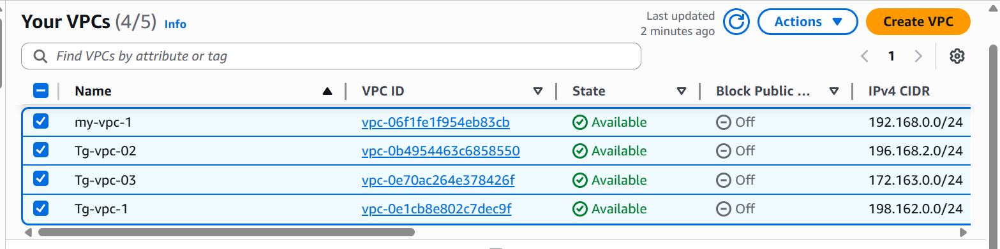 Your VPCs (4/5) Info
Last updated
2 minutes ago
Actions
Create VPC
Find VPCs by attribute or tag
1
Name VPC ID State Block Public ... IPv4 CIDR
my-vpc-1 vpc-06f1fe1f954eb83cb Available Off 192.168.0.0/24
Tg-vpc-02 vpc-0b4954463c6858550 Available Off 196.168.2.0/24
Tg-vpc-03 vpc-0e70ac264e378426f Available Off 172.163.0.0/24
Tg-vpc-1 vpc-0e1cb8e802c7dec9f Available Off 198.162.0.0/24